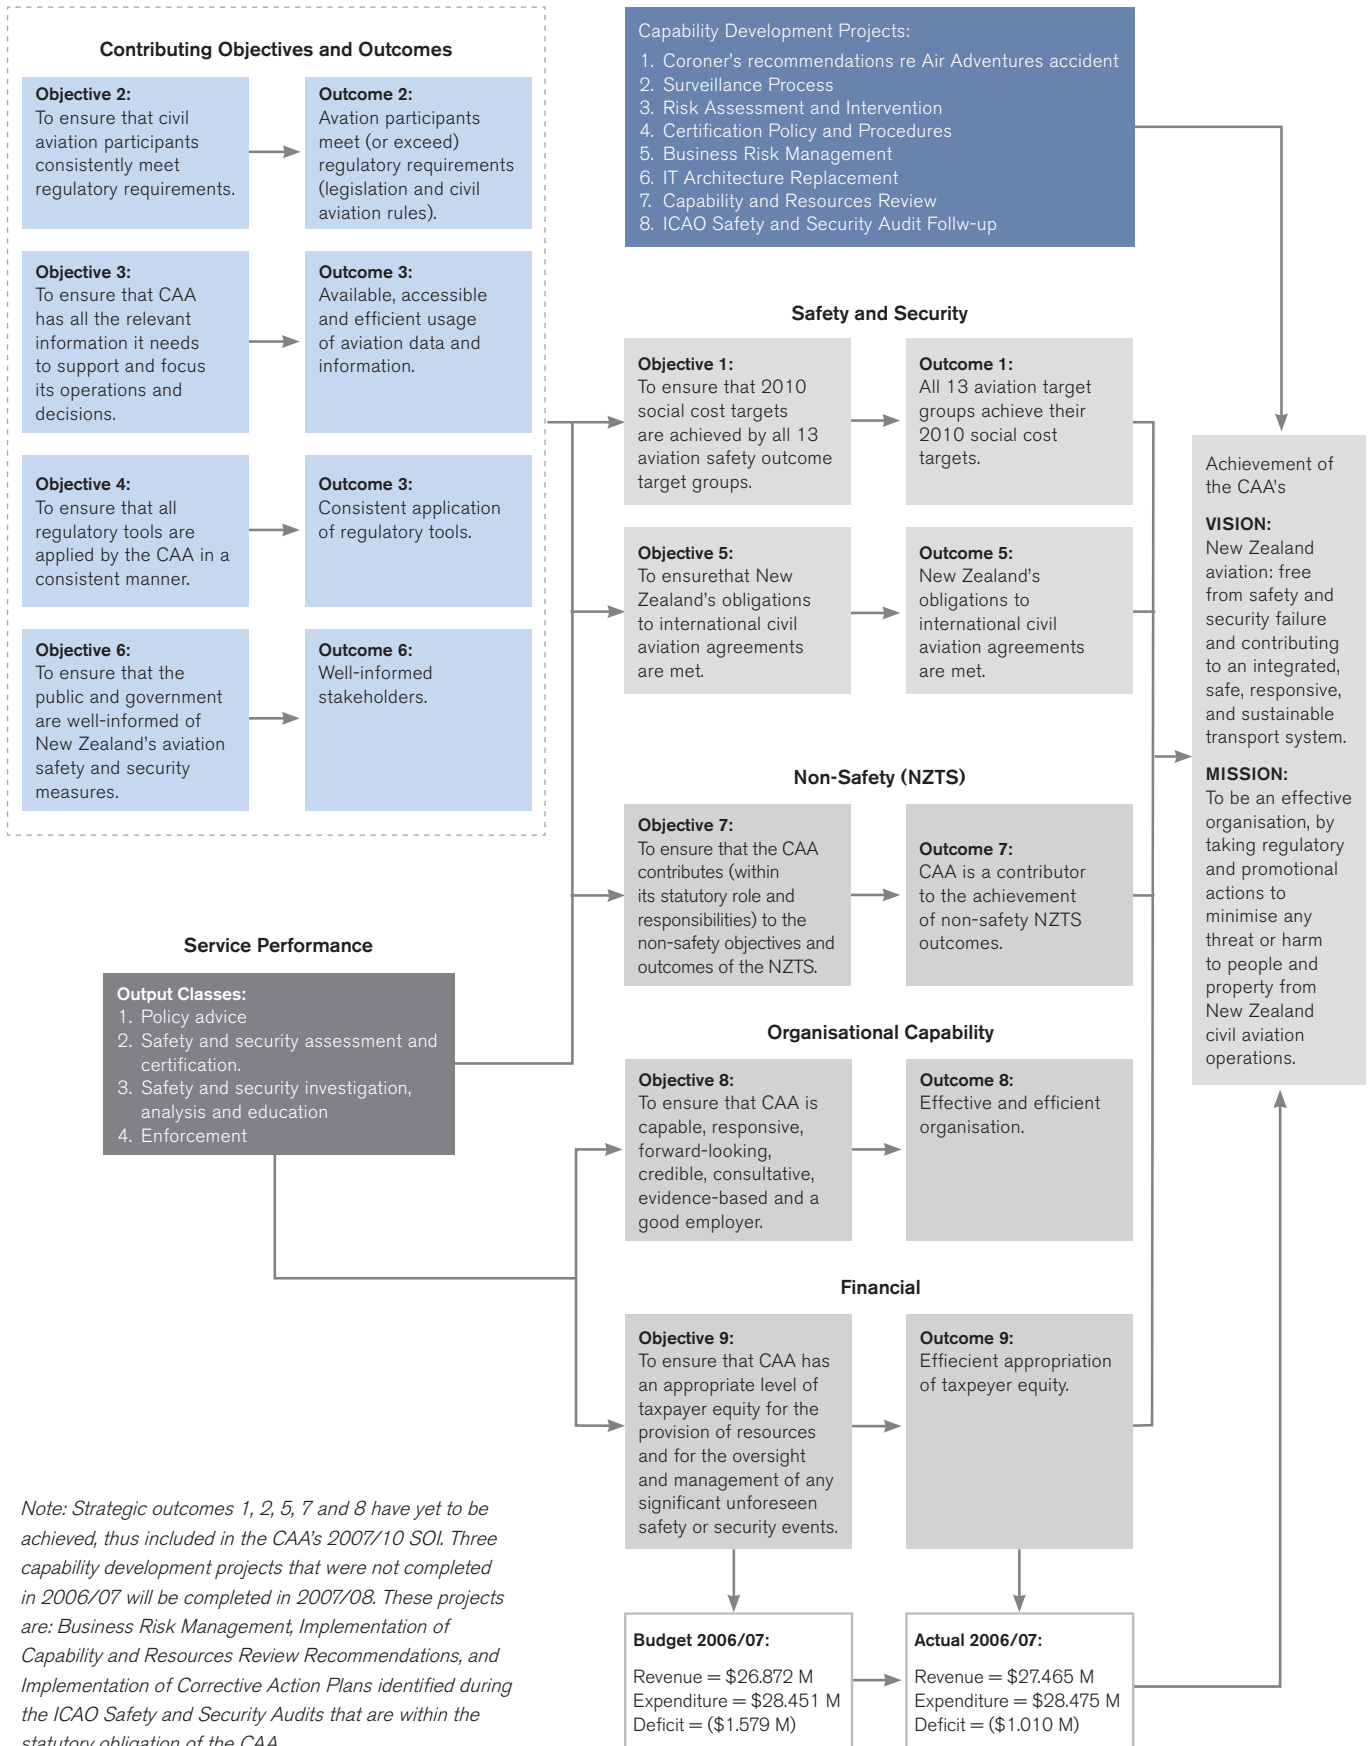 Contributing Objectives and Outcomes
Objective 2:
To ensure that civil
aviation participants
consistently meet
regulatory requirements.
Outcome 2:
Avation participants
meet (or exceed)
regulatory requirements
(legislation and civil
aviation rules).
Objective 3:
To ensure that CAA
has all the relevant
information it needs
to support and focus
its operations and
decisions.
Outcome 3:
Available, accessible
and efficient usage
of aviation data and
information.
Objective 4:
To ensure that all
regulatory tools are
applied by the CAA in a
consistent manner.
Outcome 3:
Consistent application
of regulatory tools.
Objective 6:
To ensure that the
public and government
are well-informed of
New Zealand's aviation
safety and security
measures.
Outcome 6:
Well-informed
stakeholders.
Service Performance
Output Classes:
1. Policy advice
2. Safety and security assessment and
certification.
3. Safety and security investigation,
analysis and education
4. Enforcement
Capability Development Projects:
1. Coroner's recommendations re Air Adventures accident
2. Surveillance Process
3. Risk Assessment and Intervention
4. Certification Policy and Procedures
5. Business Risk Management
6. IT Architecture Replacement
7. Capability and Resources Review
8. ICAO Safety and Security Audit Follw-up
Safety and Security
Objective 1:
To ensure that 2010
social cost targets
are achieved by all 13
aviation safety outcome
target groups.
Outcome 1:
All 13 aviation target
groups achieve their
2010 social cost
targets.
Objective 5:
To ensurethat New
Zealand's obligations
to international civil
aviation agreements
are met.
Outcome 5:
New Zealand's
obligations to
international civil
aviation agreements
are met.
Non-Safety (NZTS)
Objective 7:
To ensure that the CAA
contributes (within
its statutory role and
responsibilities) to the
non-safety objectives and
outcomes of the NZTS.
Outcome 7:
CAA is a contributor
to the achievement
of non-safety NZTS
outcomes.
Organisational Capability
Objective 8:
To ensure that CAA is
capable, responsive,
forward-looking,
credible, consultative,
evidence-based and a
good employer.
Outcome 8:
Effective and efficient
organisation.
Financial
Objective 9:
To ensure that CAA has
an appropriate level of
taxpayer equity for the
provision of resources
and for the oversight
and management of any
significant unforeseen
safety or security events.
Outcome 9:
Effiecient appropriation
of taxpeyer equity.
Budget 2006/07:
Revenue = $26.872 M
Expenditure = $28.451 M
Deficit = ($1.579 M)
Actual 2006/07:
Revenue = $27.465 M
Expenditure = $28.475 M
Deficit = ($1.010 M)
Achievement of
the CAA's
VISION:
New Zealand
aviation: free
from safety and
security failure
and contributing
to an integrated,
safe, responsive,
and sustainable
transport system.
MISSION:
To be an effective
organisation, by
taking regulatory
and promotional
actions to
minimise any
threat or harm
to people and
property from
New Zealand
civil aviation
operations.
Note: Strategic outcomes 1, 2, 5, 7 and 8 have yet to be
achieved, thus included in the CAA's 2007/10 SOI. Three
capability development projects that were not completed
in 2006/07 will be completed in 2007/08. These projects
are: Business Risk Management, Implementation of
Capability and Resources Review Recommendations, and
Implementation of Corrective Action Plans identified during
the ICAO Safety and Security Audits that are within the
statutory obligation of the CAA